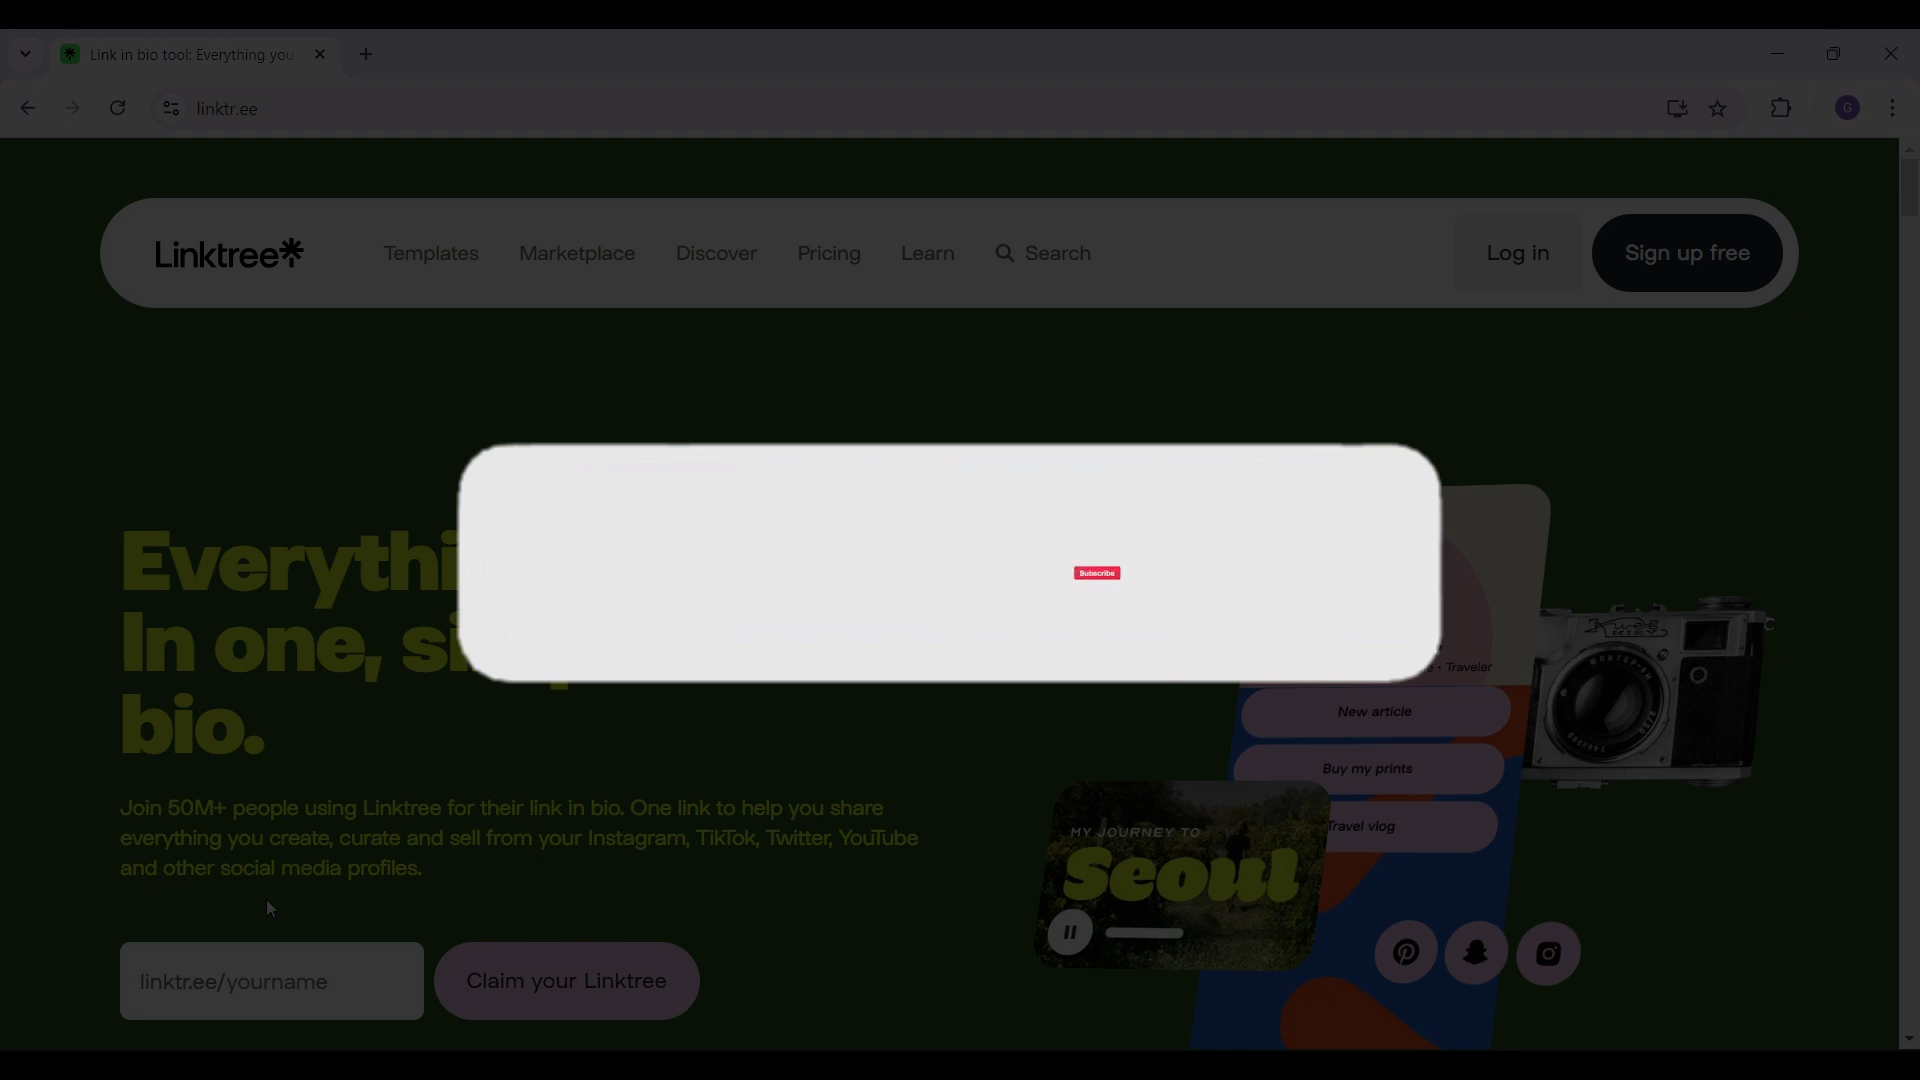 Link in bio tool: Everything you
linktr.ee
G
Linktree
Templates
Marketplace
Discover
Pricing
Learn
Search
Log in
Sign up free
Everythi
In one, si
bio.
Subscribe
Join 50M+ people using Linktree for their link in bio. One link to help you share
everything you create, curate and sell from your Instagram, TikTok, Twitter, YouTube
and other social media profiles.
linktr.ee/yourname
Claim your Linktree
• Traveler
New article
Buy my prints
Travel vlog
MY JOURNEY TO
Seoul